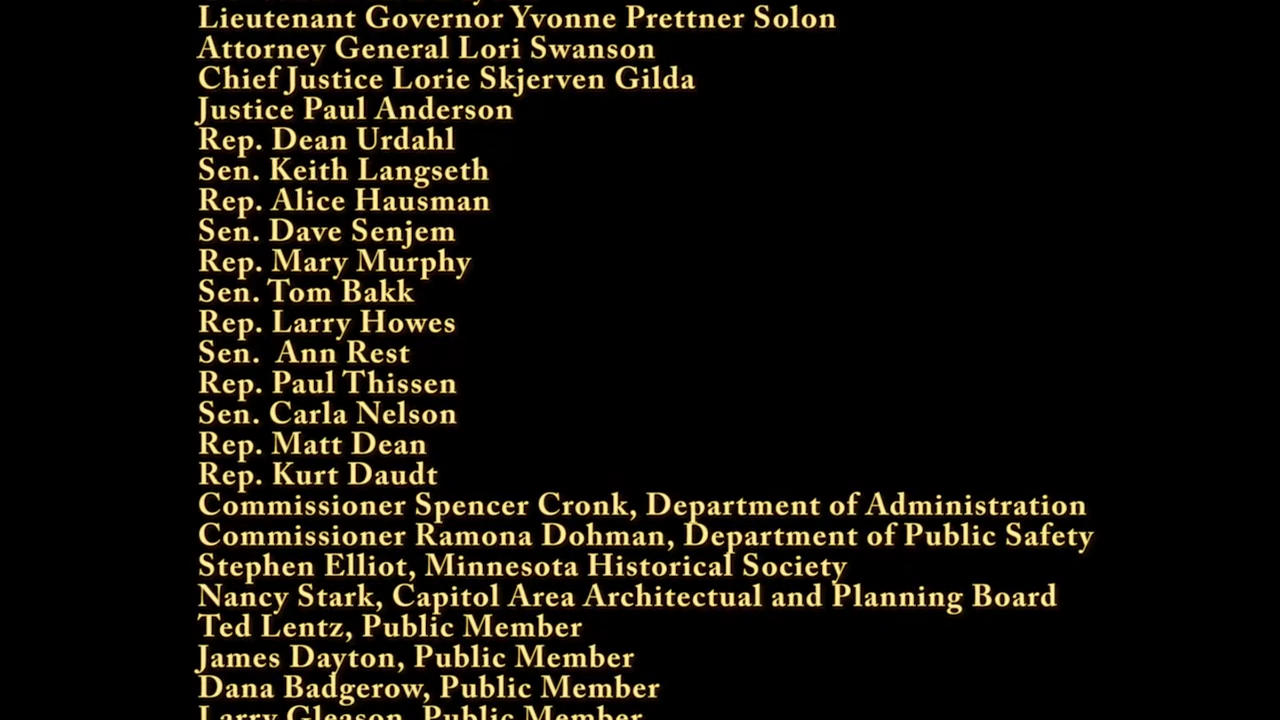 Lieutenant Governor Yvonne Prettner Solon
Attorney General Lori Swanson
Chief Justice Lorie Skjerven Gilda
Justice Paul Anderson
Rep. Dean Urdahl
Sen. Keith Langseth
Rep. Alice Hausman
Sen. Dave Senjem
Rep. Mary Murphy
Sen. Tom Bakk
Rep. Larry Howes
Sen.  Ann Rest
Rep. Paul Thissen
Sen. Carla Nelson
Rep. Matt Dean
Rep. Kurt Daudt
Commissioner Spencer Cronk, Department of Administration
Commissioner Ramona Dohman, Department of Public Safety
Stephen Elliot, Minnesota Historical Society
Nancy Stark, Capitol Area Architectual and Planning Board
Ted Lentz, Public Member
James Dayton, Public Member
Dana Badgerow, Public Member
Larry Gleason, Public Member